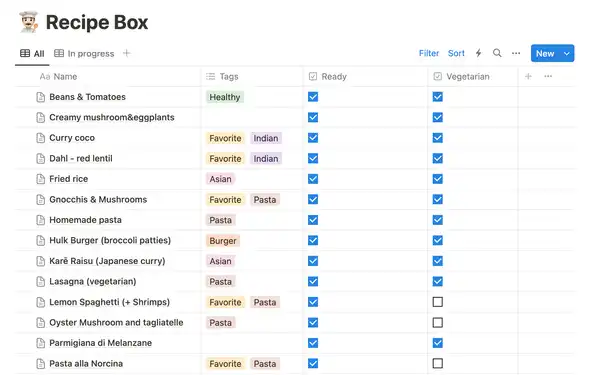 Recipe Box
All In progress Filter Sort New
Aa Name Tags Ready Vegetarian
Beans & Tomatoes Healthy
Creamy mushroom&eggplants
Curry coco Favorite Indian
Dahl - red lentil Favorite Indian
Fried rice Asian
Gnocchis & Mushrooms Favorite Pasta
Homemade pasta Pasta
Hulk Burger (broccoli patties) Burger
Karē Raisu (Japanese curry) Asian
Lasagna (vegetarian) Pasta
Lemon Spaghetti (+ Shrimps) Favorite Pasta
Oyster Mushroom and tagliatelle Pasta
Parmigiana di Melanzane
Pasta alla Norcina Favorite Pasta